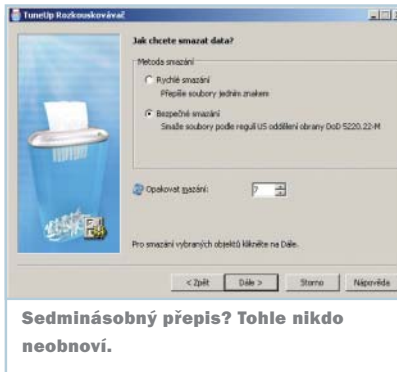 TuneUp Rozkouskovávač
Jak chcete smazat data?
Metoda smazání
Rychlé smazání
Přepíše soubory jedním znakem
Bezpečné smazání
Smaže soubory podle regulí US oddělení obrany DoD 5220.22-M
Opakovat mazání:
7
Pro smazání vybraných objektů klikněte na Dále.
< Zpět
Dále >
Storno
Nápověda
Sedminásobný přepis? Tohle nikdo
neobnoví.